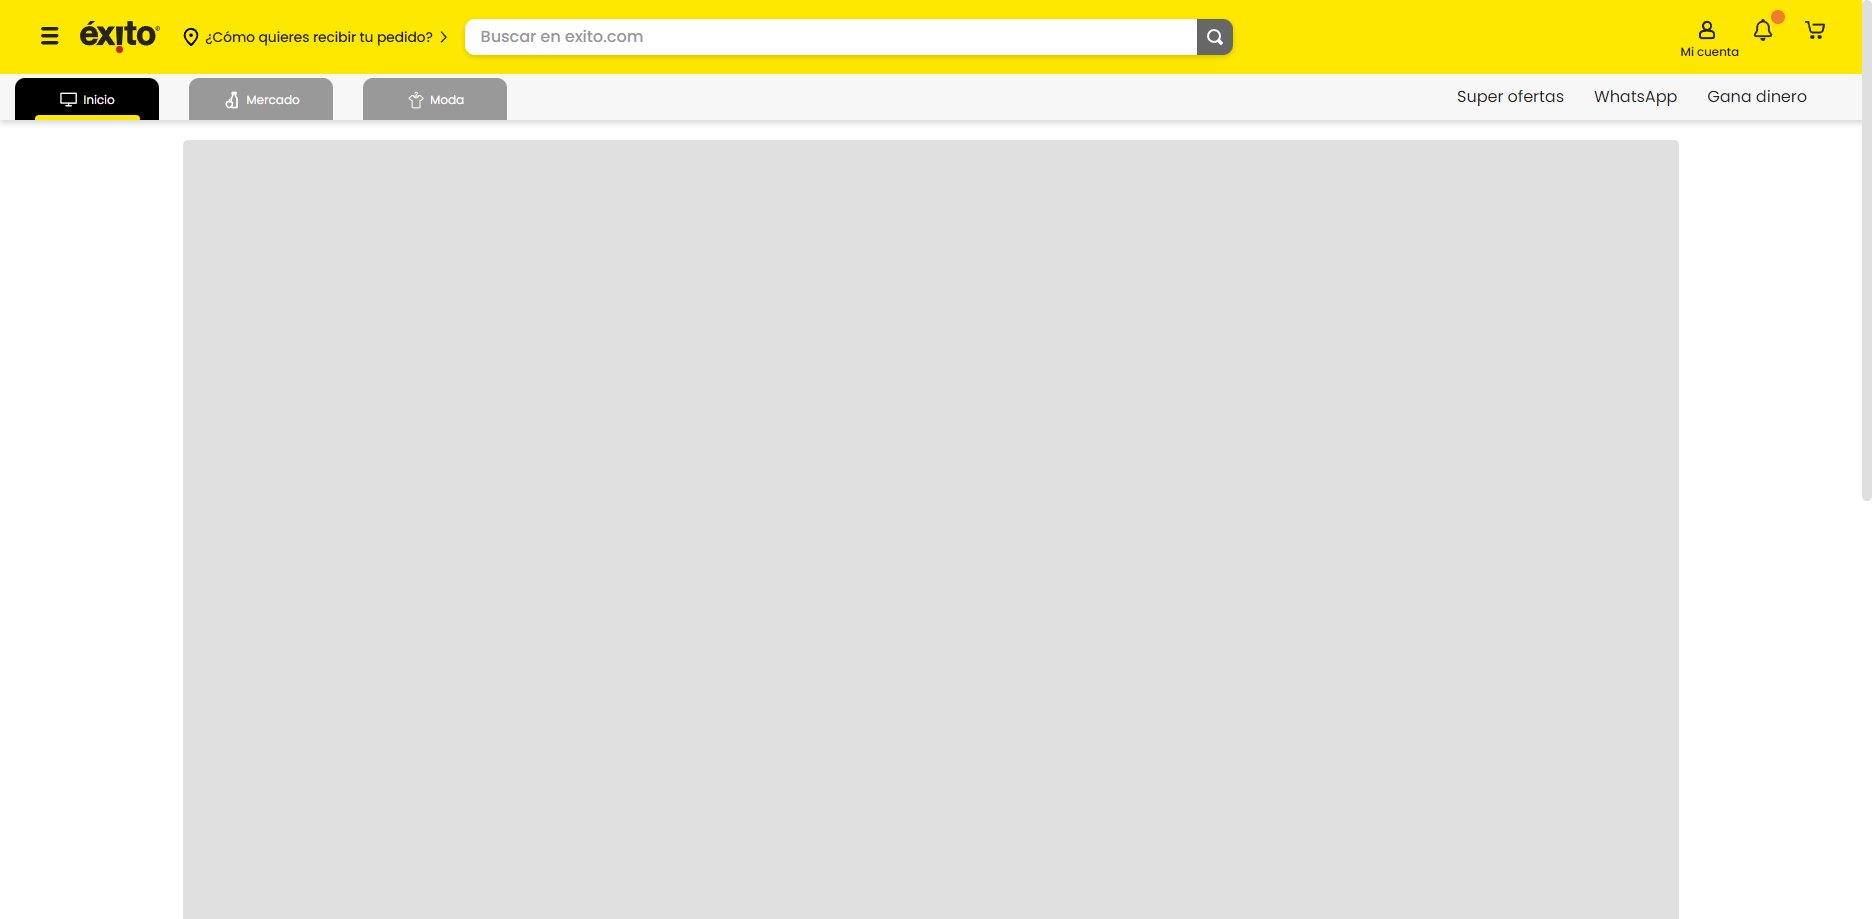 éxito®
¿Cómo quieres recibir tu pedido?
Buscar en exito.com
Mi cuenta
Inicio
Mercado
Moda
Super ofertas
WhatsApp
Gana dinero